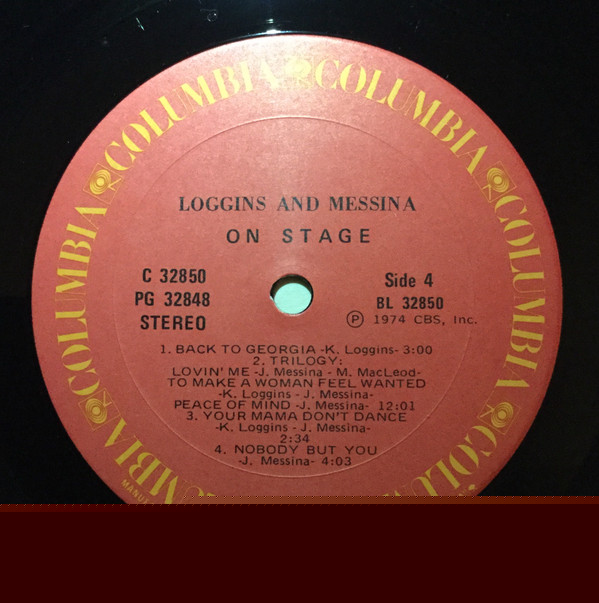 COLUMBIA COLUMBIA COLUMBIA COLUMBIA COLUMBIA
LOGGINS AND MESSINA
ON STAGE
C 32850
PG 32848
STEREO
Side 4
BL 32850
Ⓟ 1974 CBS, Inc.
1. BACK TO GEORGIA -K. Loggins- 3:00
2. TRILOGY:
LOVIN' ME -J. Messina - M. MacLeod-
TO MAKE A WOMAN FEEL WANTED
-K. Loggins - J. Messina-
PEACE OF MIND -J. Messina- 12:01
3. YOUR MAMA DON'T DANCE
-K. Loggins - J. Messina-
2:34
4. NOBODY BUT YOU
-J. Messina- 4:03